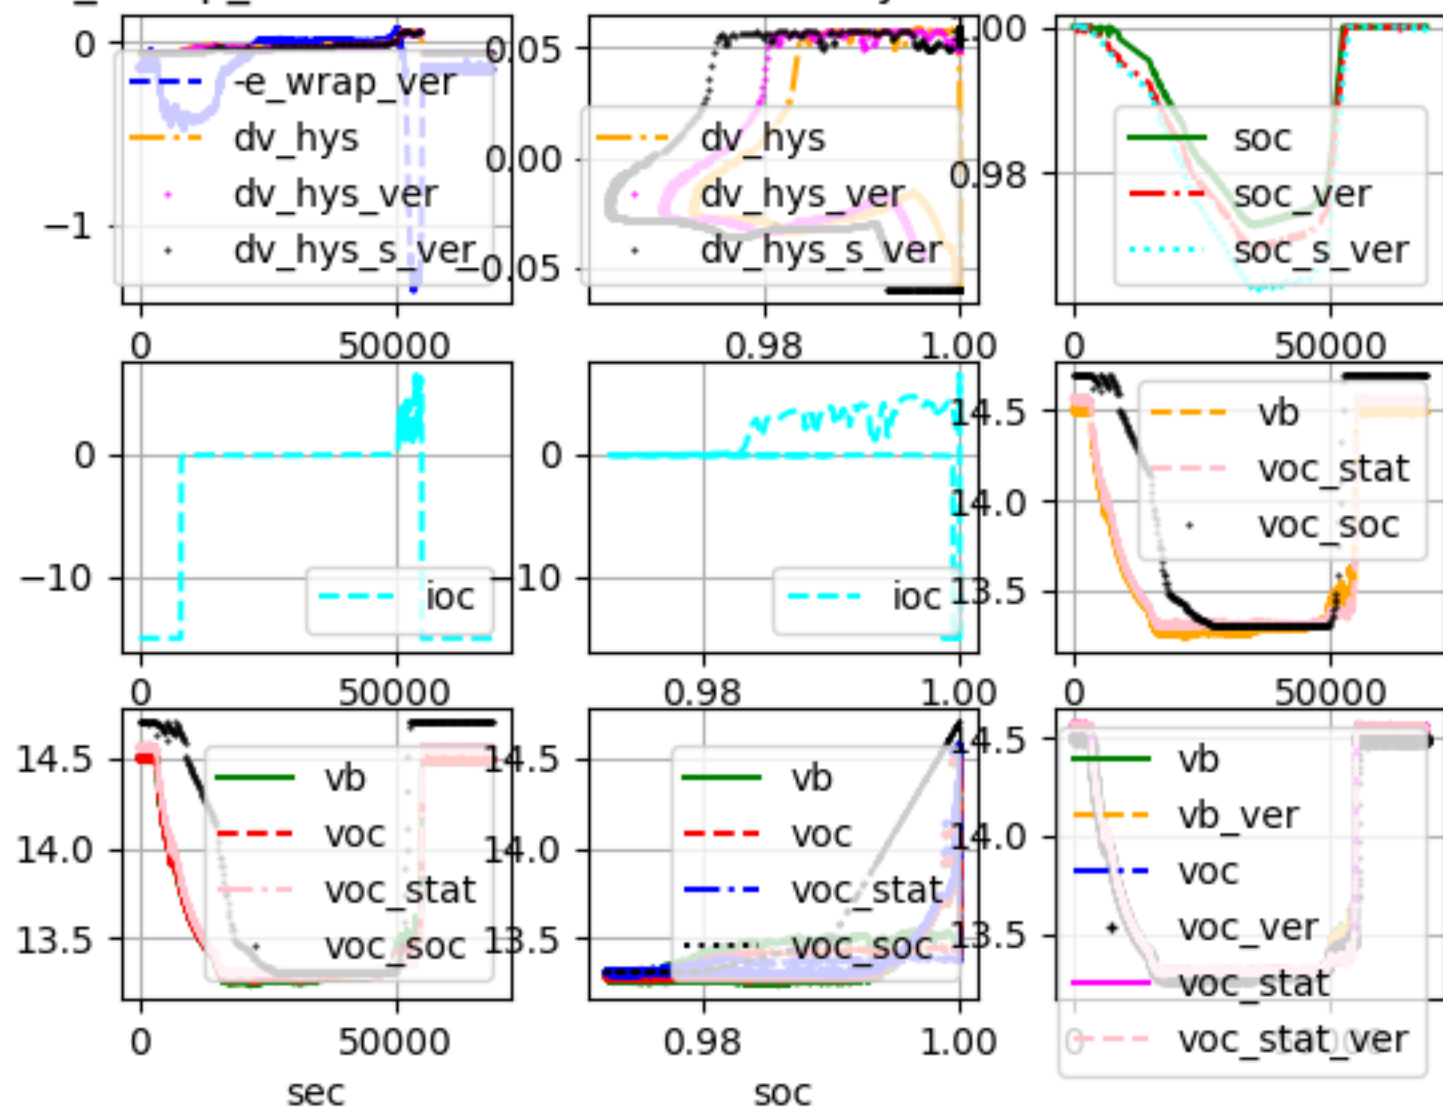 0
-e_wrap_ver
dv_hys
dv_hys_ver
dv_hys_s_ver
−1
0
50000
0.05
0.00
0.05
dv_hys
dv_hys_ver
dv_hys_s_ver
0.98
1.00
1.00
0.98
soc
soc_ver
soc_s_ver
0
50000
0
−10
ioc
0
50000
0
−10
ioc
0.98
1.00
14.5
14.0
13.5
vb
voc_stat
voc_soc
0
50000
14.5
14.0
13.5
vb
voc
voc_stat
voc_soc
0
50000
sec
14.5
14.0
13.5
vb
voc
voc_stat
voc_soc
0.98
1.00
soc
14.5
14.0
13.5
vb
vb_ver
voc
voc_ver
voc_stat
voc_stat_ver
0
50000